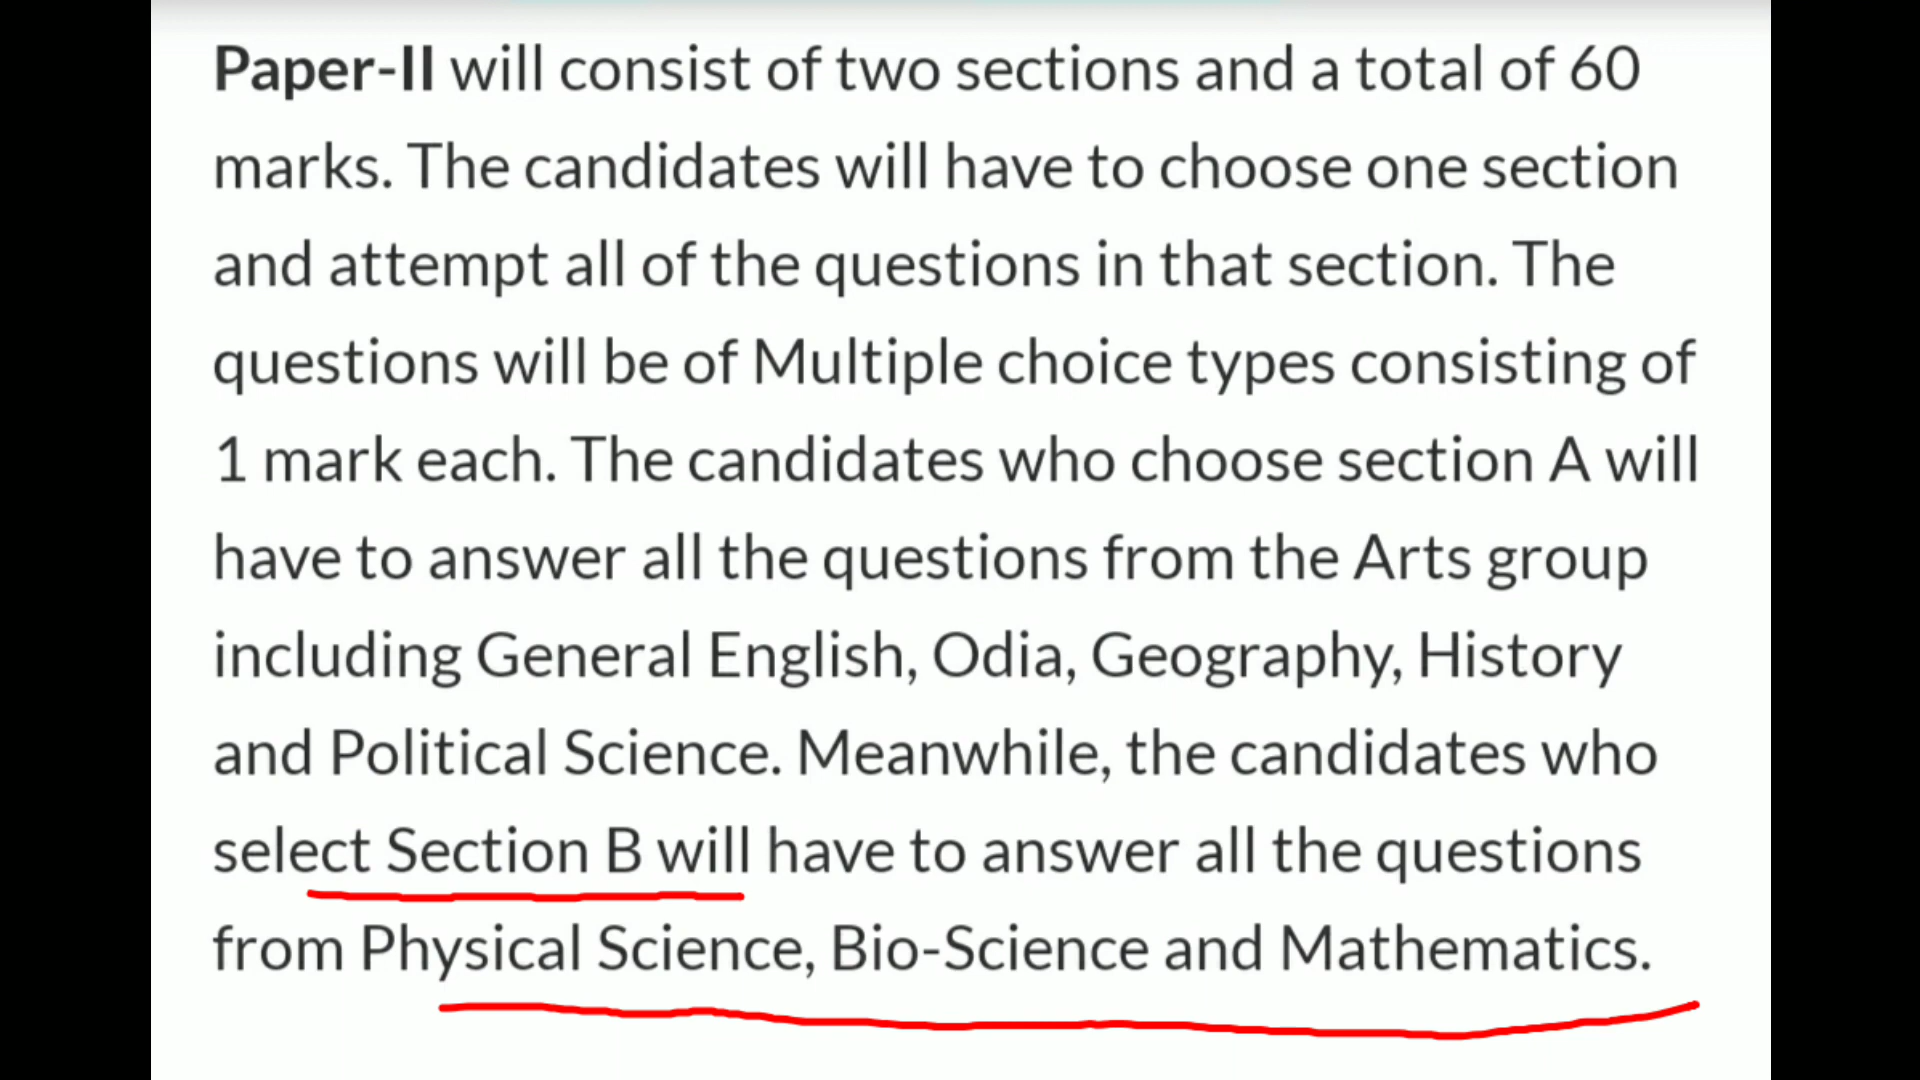 Paper-II will consist of two sections and a total of 60
marks. The candidates will have to choose one section
and attempt all of the questions in that section. The
questions will be of Multiple choice types consisting of
1 mark each. The candidates who choose section A will
have to answer all the questions from the Arts group
including General English, Odia, Geography, History
and Political Science. Meanwhile, the candidates who
select Section B will have to answer all the questions
from Physical Science, Bio-Science and Mathematics.